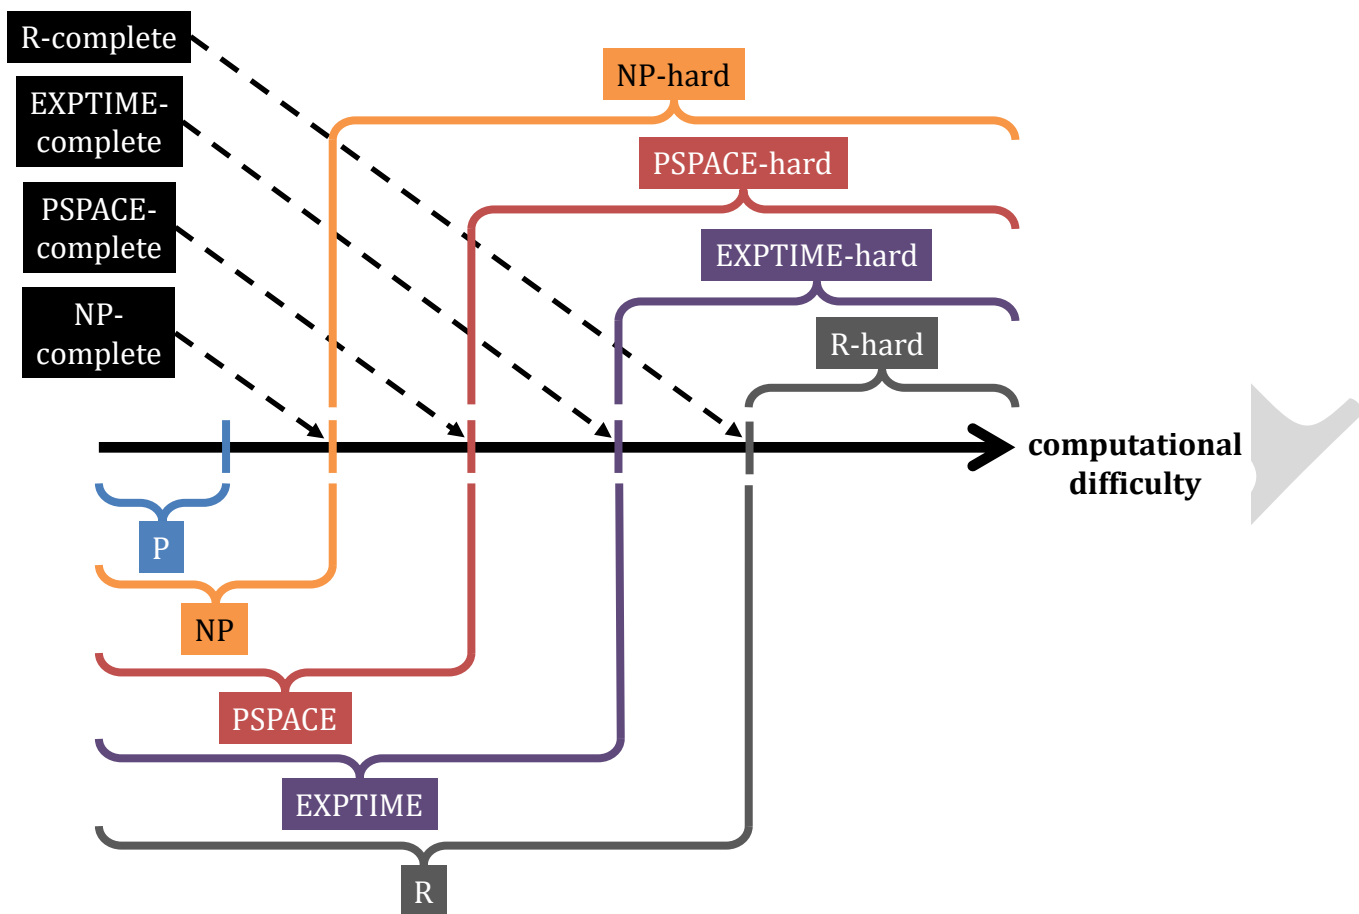 R-complete
EXPTIME-
complete
PSPACE-
complete
NP-
complete
NP-hard
PSPACE-hard
EXPTIME-hard
R-hard
computational
difficulty
P
NP
PSPACE
EXPTIME
R